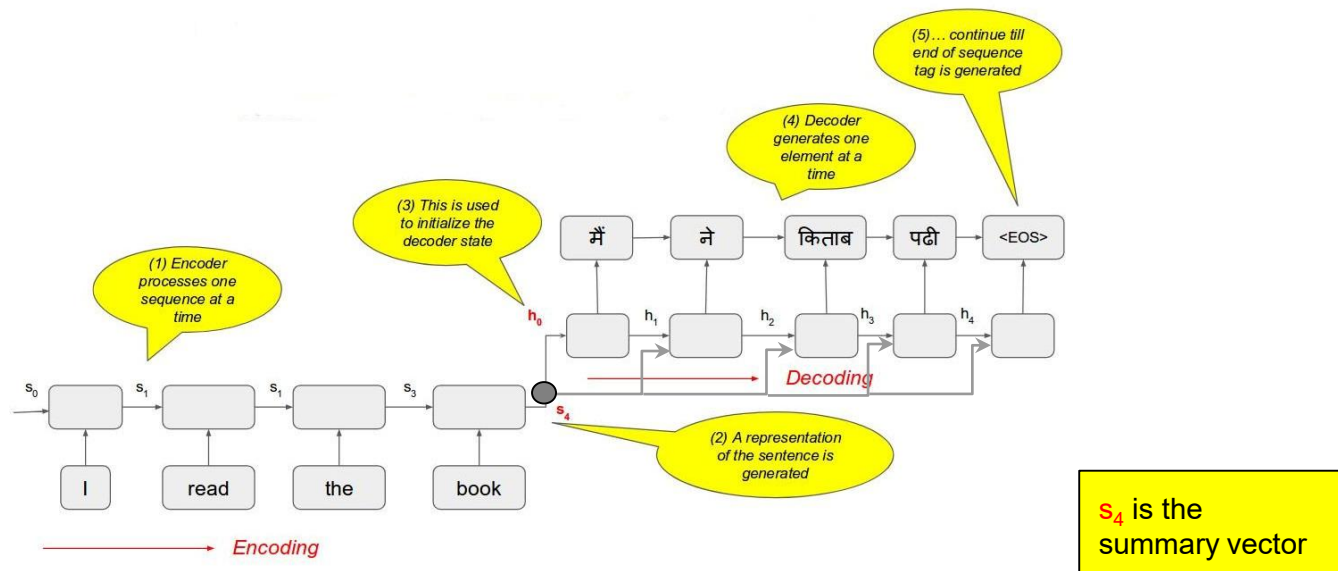 (5)... continue till
end of sequence
tag is generated
(4) Decoder
generates one
element at a
time
(3) This is used
to initialize the
decoder state
मैं
ने
किताब
पढी
<EOS>
(1) Encoder
processes one
sequence at a
time
h₀
h₁
h₂
h₃
h₄
Decoding
s₀
s₁
s₁
s₃
s₄
(2) A representation
of the sentence is
generated
I
read
the
book
Encoding
s₄ is the
summary vector